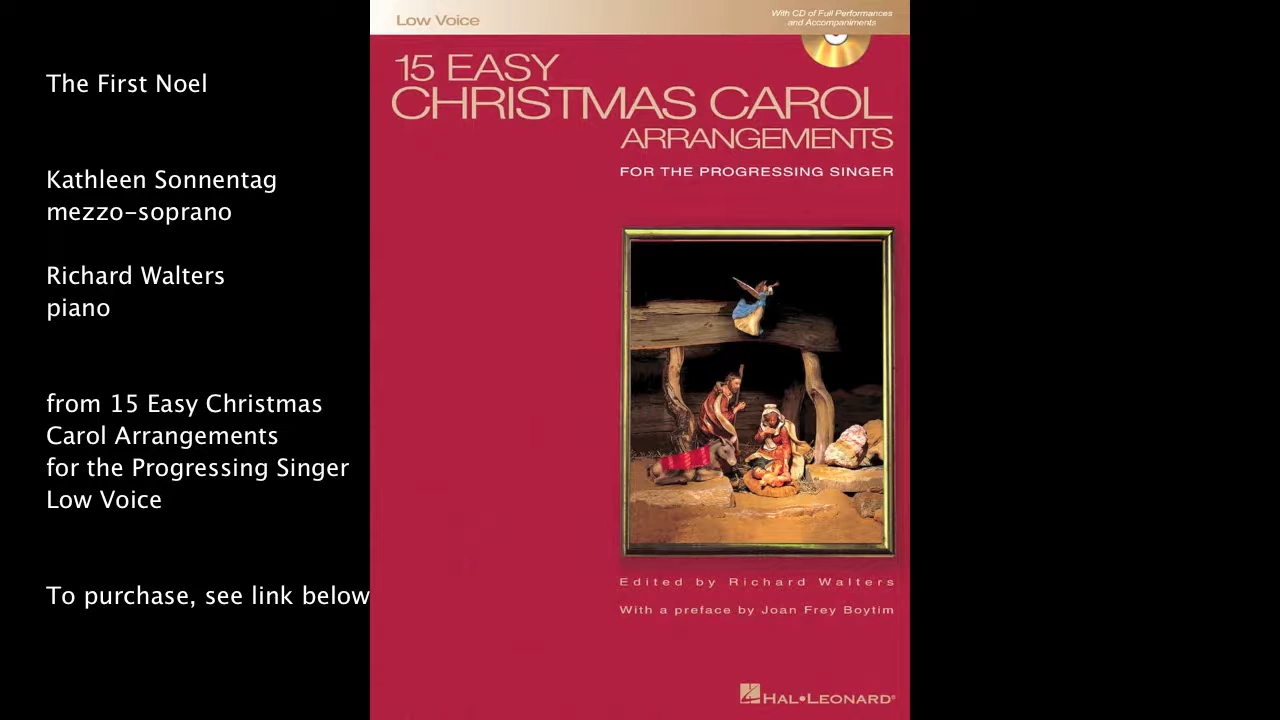 The First Noel
Kathleen Sonnentag
mezzo-soprano
Richard Walters
piano
from 15 Easy Christmas
Carol Arrangements
for the Progressing Singer
Low Voice
To purchase, see link below
Low Voice
With CD of Full Performances
and Accompaniments
15 EASY
CHRISTMAS CAROL
ARRANGEMENTS
FOR THE PROGRESSING SINGER
Edited by Richard Walters
With a preface by Joan Frey Boytim
HAL•LEONARD®